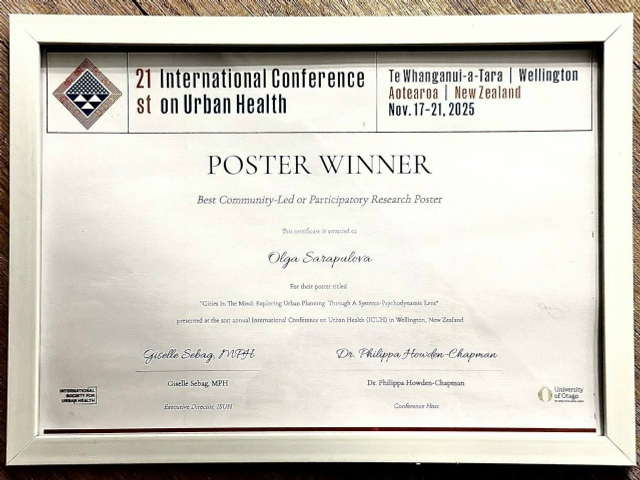 21 International Conference
st on Urban Health
Te Whanganui-a-Tara | Wellington
Aotearoa | New Zealand
Nov. 17-21, 2025
POSTER WINNER
Best Community-Led or Participatory Research Poster
This certificate is awarded to
Olga Sarapulova
For their poster titled
"Cities In The Mind: Exploring Urban Planning Through A Systems-Psychodynamic Lens"
presented at the 21st annual International Conference on Urban Health (ICUH) in Wellington, New Zealand
Giselle Sebag, MPH
Dr. Philippa Howden-Chapman
Giselle Sebag, MPH
Dr. Philippa Howden-Chapman
Executive Director, ISUH
Conference Host
INTERNATIONAL
SOCIETY FOR
URBAN HEALTH
University
of Otago